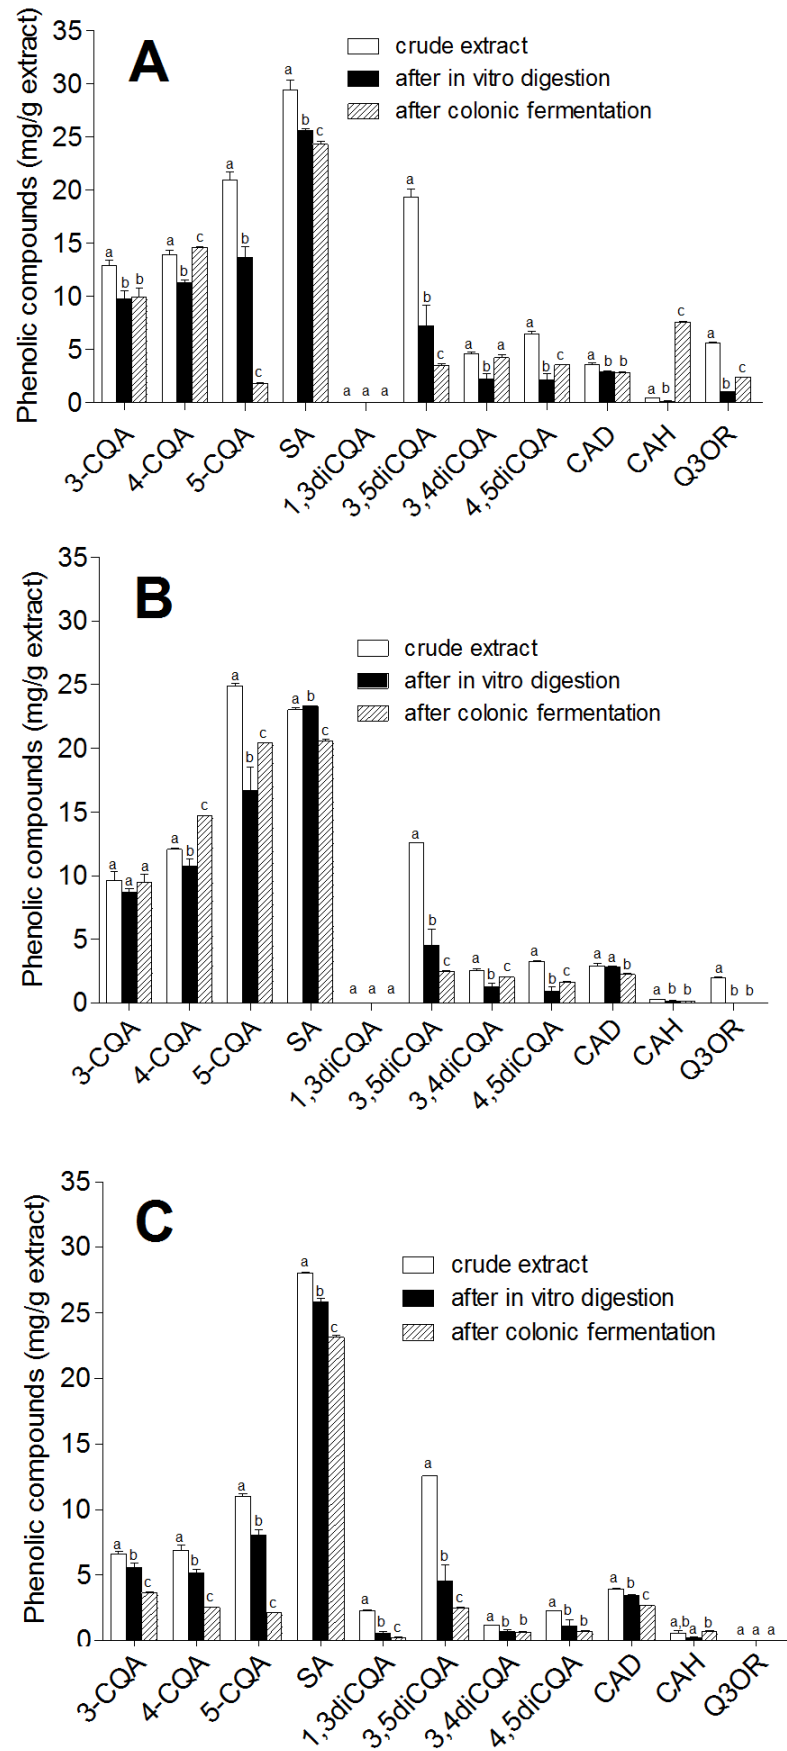 A
Phenolic compounds (mg/g extract)
35
30
25
20
15
10
5
0
crude extract
after in vitro digestion
after colonic fermentation
a b b
a b c
a b c
a b c
a a a
a b c
a b a
a b c
a b b
a b c
a b c
3-CQA
4-CQA
5-CQA
SA
1,3diCQA
3,5diCQA
3,4diCQA
4,5diCQA
CAD
CAH
Q3OR
B
Phenolic compounds (mg/g extract)
35
30
25
20
15
10
5
0
crude extract
after in vitro digestion
after colonic fermentation
a a a
a b c
a b c
a b c
a a a
a b c
a b c
a b c
a a b
a b b
a b b
3-CQA
4-CQA
5-CQA
SA
1,3diCQA
3,5diCQA
3,4diCQA
4,5diCQA
CAD
CAH
Q3OR
C
Phenolic compounds (mg/g extract)
35
30
25
20
15
10
5
0
crude extract
after in vitro digestion
after colonic fermentation
a b c
a b c
a b c
a b c
a b c
a b c
a b b
a b b
a b c
a,b a b
a a a
3-CQA
4-CQA
5-CQA
SA
1,3diCQA
3,5diCQA
3,4diCQA
4,5diCQA
CAD
CAH
Q3OR